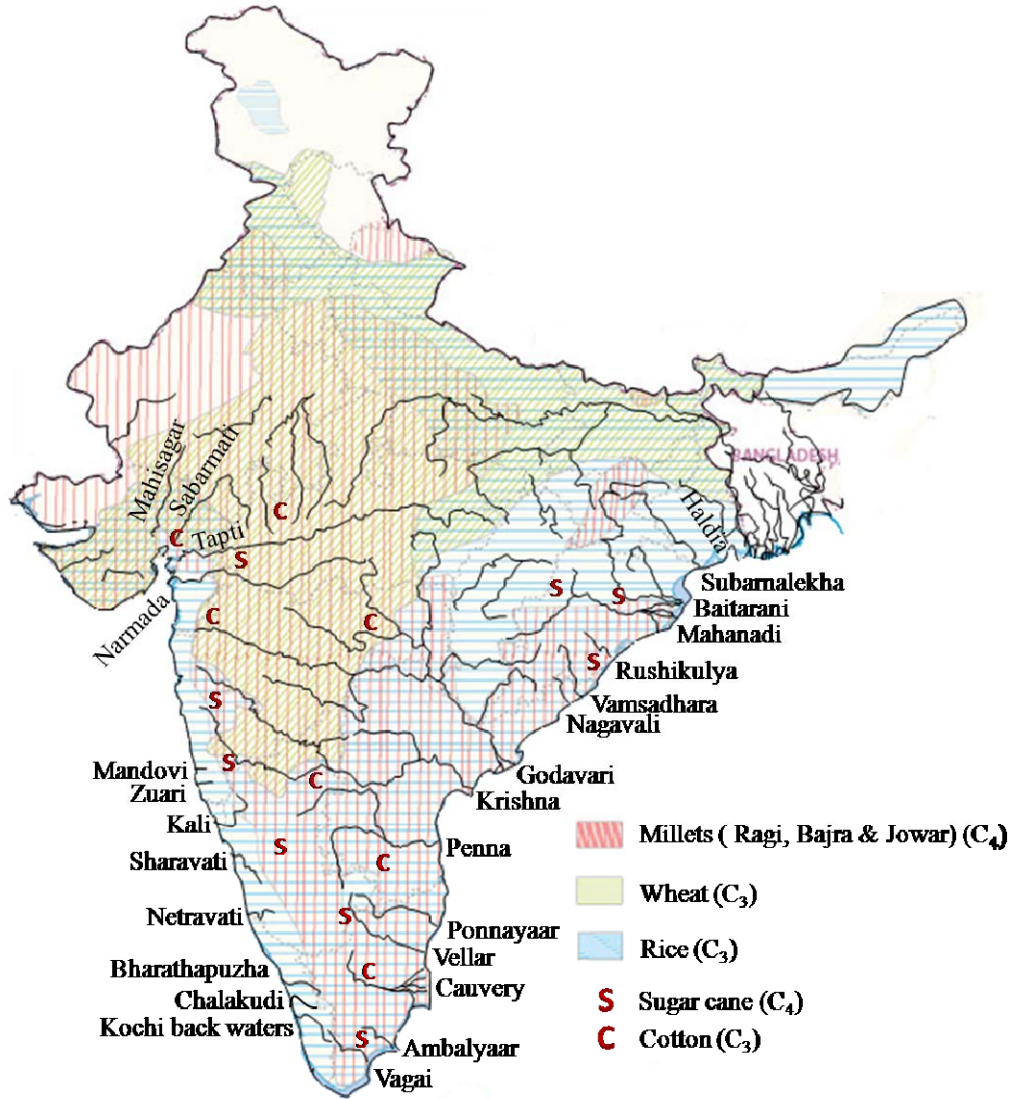 Mahisagar
Sabarmati
C
C
Tapti
S
Narmada
C
C
BANGLADESH
Haldia
S
S
Subarnalekha
Baitarani
Mahanadi
S
Rushikulya
Vamsadhara
Nagavali
S
S
C
Godavari
Krishna
Mandovi
Zuari
Kali
Sharavati
S
C
Penna
Netravati
S
Ponnayaar
Vellar
C
Cauvery
Bharathapuzha
Chalakudi
Kochi back waters
S
Ambalyaar
Vagai
Millets ( Ragi, Bajra & Jowar) (C₄)
Wheat (C₃)
Rice (C₃)
S Sugar cane (C₄)
C Cotton (C₃)